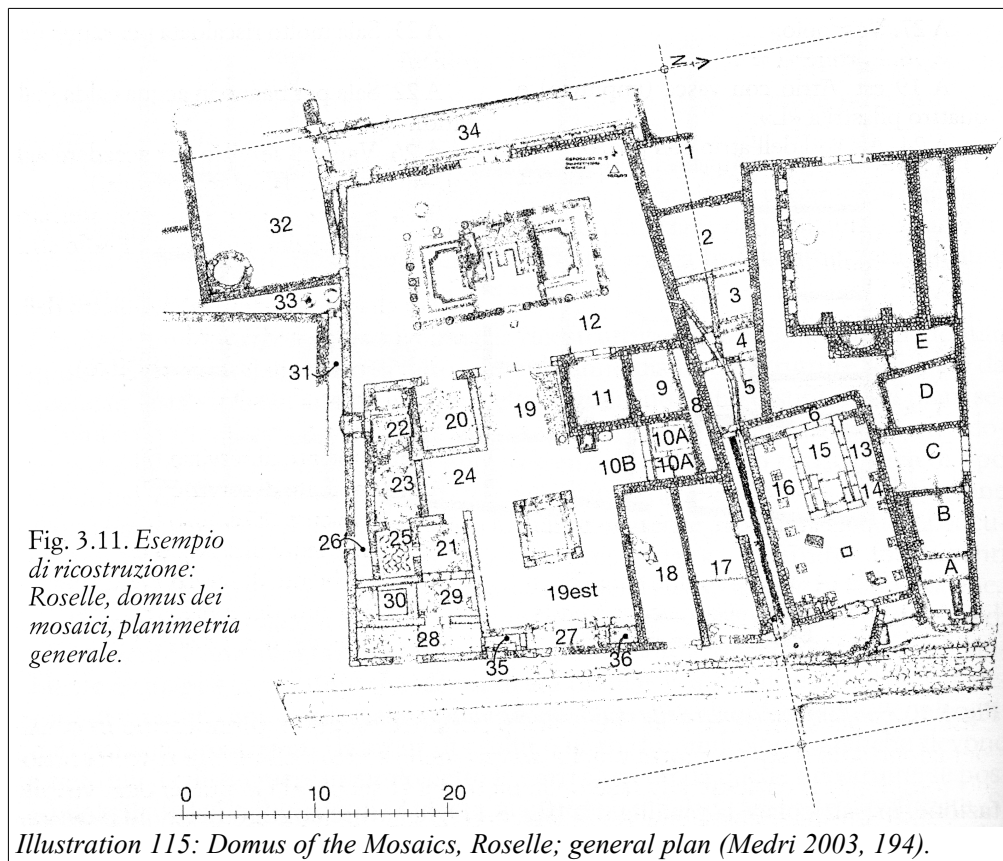 N
34
1
32
2
33
3
12
4
E
31
5
11
9
D
20
19
8
22
6
10A
15
13
C
24
10B
10A
23
16
14
B
Fig. 3.11. Esempio
di ricostruzione:
Roselle, domus dei
mosaici, planimetria
generale.
26
25
21
17
A
18
30
29
19est
28
27
35
36
0 10 20
Illustration 115: Domus of the Mosaics, Roselle; general plan (Medri 2003, 194).